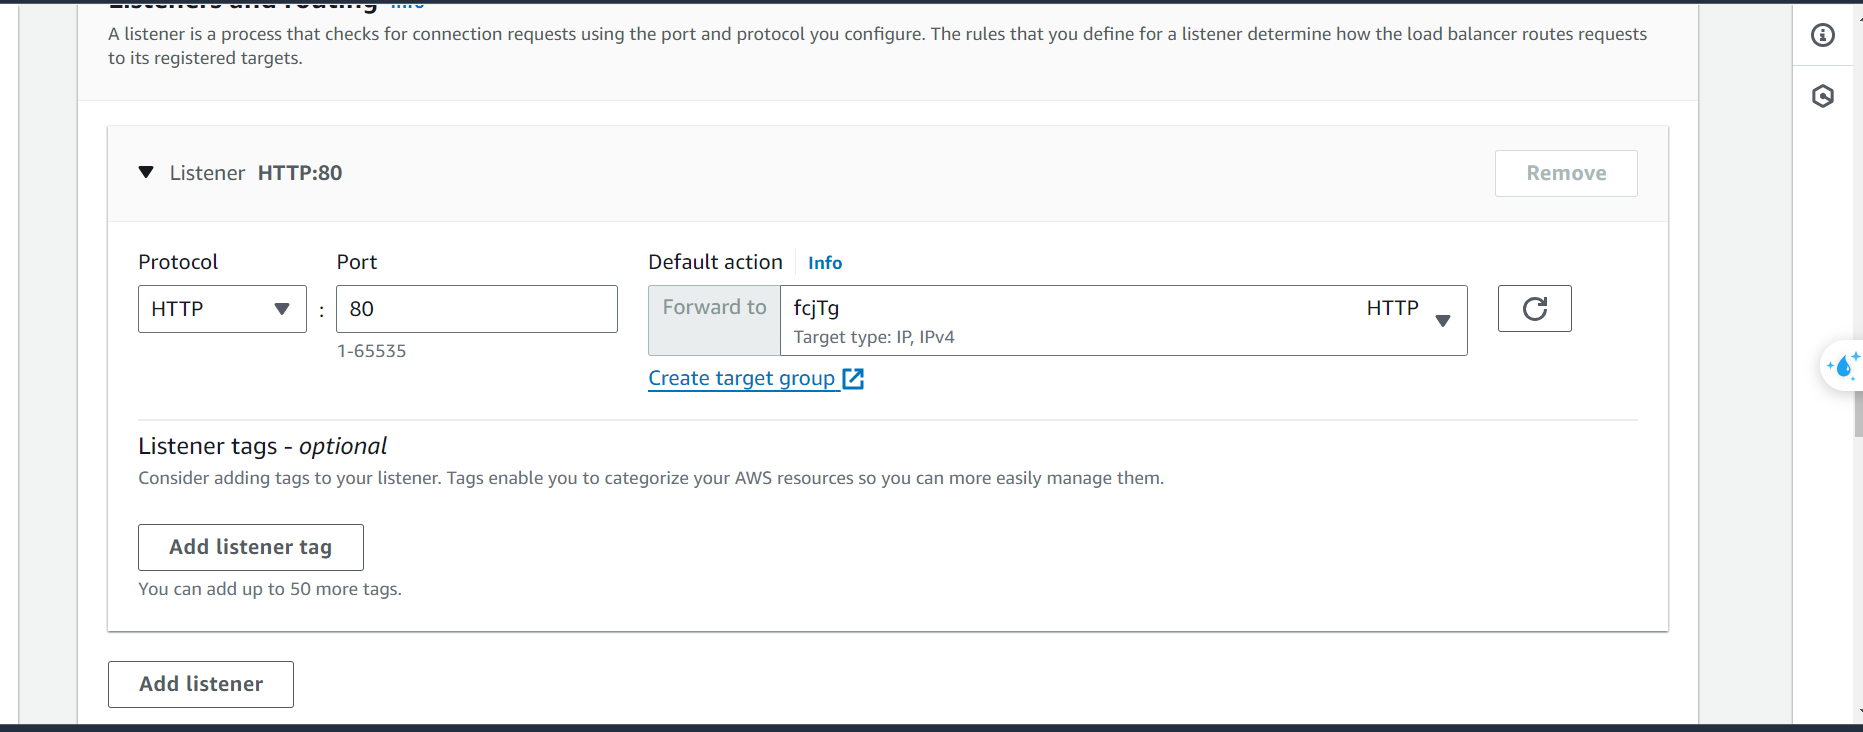 Listeners and routing Info
A listener is a process that checks for connection requests using the port and protocol you configure. The rules that you define for a listener determine how the load balancer routes requests
to its registered targets.
Listener HTTP:80
Remove
Protocol
Port
Default action
Info
HTTP
:
80
Forward to
fcjTg
HTTP
Target type: IP, IPv4
1-65535
Create target group
Listener tags - optional
Consider adding tags to your listener. Tags enable you to categorize your AWS resources so you can more easily manage them.
Add listener tag
You can add up to 50 more tags.
Add listener